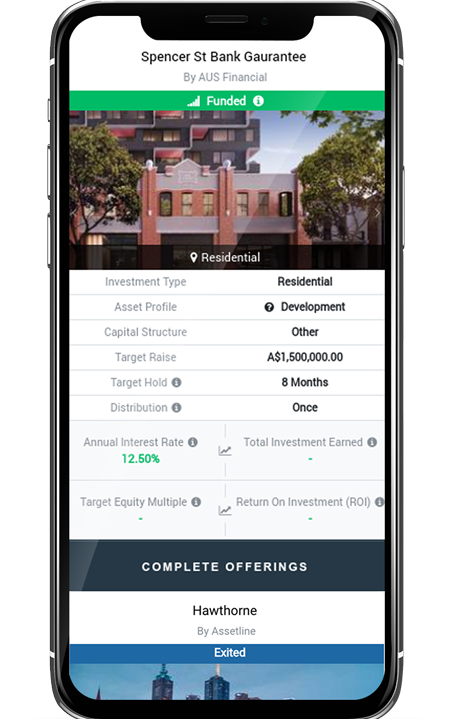 Spencer St Bank Gaurantee
By AUS Financial
Funded
Residential
Investment Type Residential
Asset Profile Development
Capital Structure Other
Target Raise A$1,500,000.00
Target Hold 8 Months
Distribution Once
Annual Interest Rate Total Investment Earned
12.50% -
Target Equity Multiple Return On Investment (ROI)
- -
COMPLETE OFFERINGS
Hawthorne
By Assetline
Exited